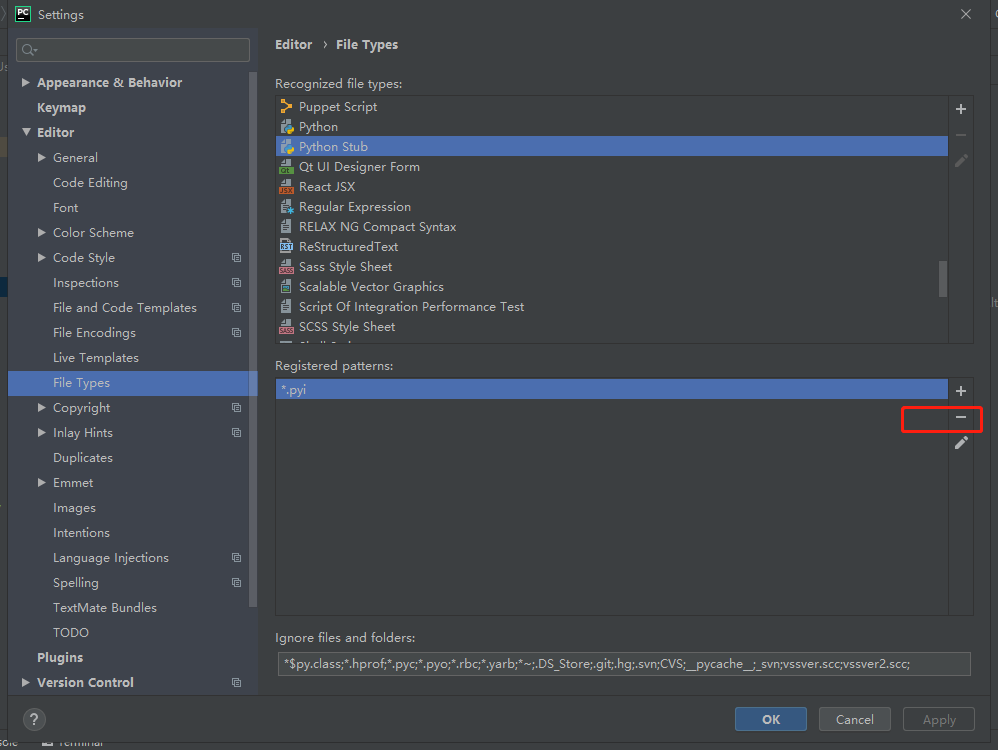 PC
Settings
Editor › File Types
Appearance & Behavior
Keymap
Editor
General
Code Editing
Font
Color Scheme
Code Style
Inspections
File and Code Templates
File Encodings
Live Templates
File Types
Copyright
Inlay Hints
Duplicates
Emmet
Images
Intentions
Language Injections
Spelling
TextMate Bundles
TODO
Plugins
Version Control
Recognized file types:
Puppet Script
Python
Python Stub
Qt UI Designer Form
React JSX
Regular Expression
RELAX NG Compact Syntax
ReStructuredText
Sass Style Sheet
Scalable Vector Graphics
Script Of Integration Performance Test
SCSS Style Sheet
Registered patterns:
*.pyi
Ignore files and folders:
*$py.class;*.hprof;*.pyc;*.pyo;*.rbc;*.yarb;*~;.DS_Store;.git;.hg;.svn;CVS;__pycache__;_svn;vssver.scc;vssver2.scc;
?
OK
Cancel
Apply
Terminal